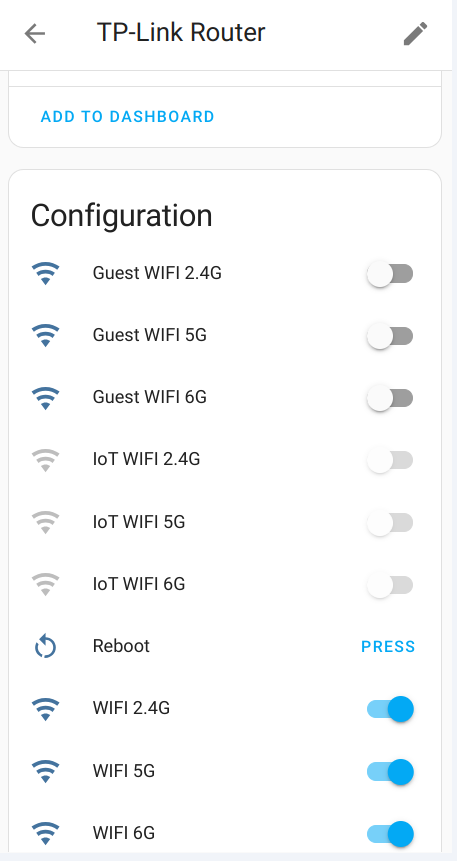 TP-Link Router
ADD TO DASHBOARD
Configuration
Guest WIFI 2.4G
Guest WIFI 5G
Guest WIFI 6G
IoT WIFI 2.4G
IoT WIFI 5G
IoT WIFI 6G
Reboot PRESS
WIFI 2.4G
WIFI 5G
WIFI 6G